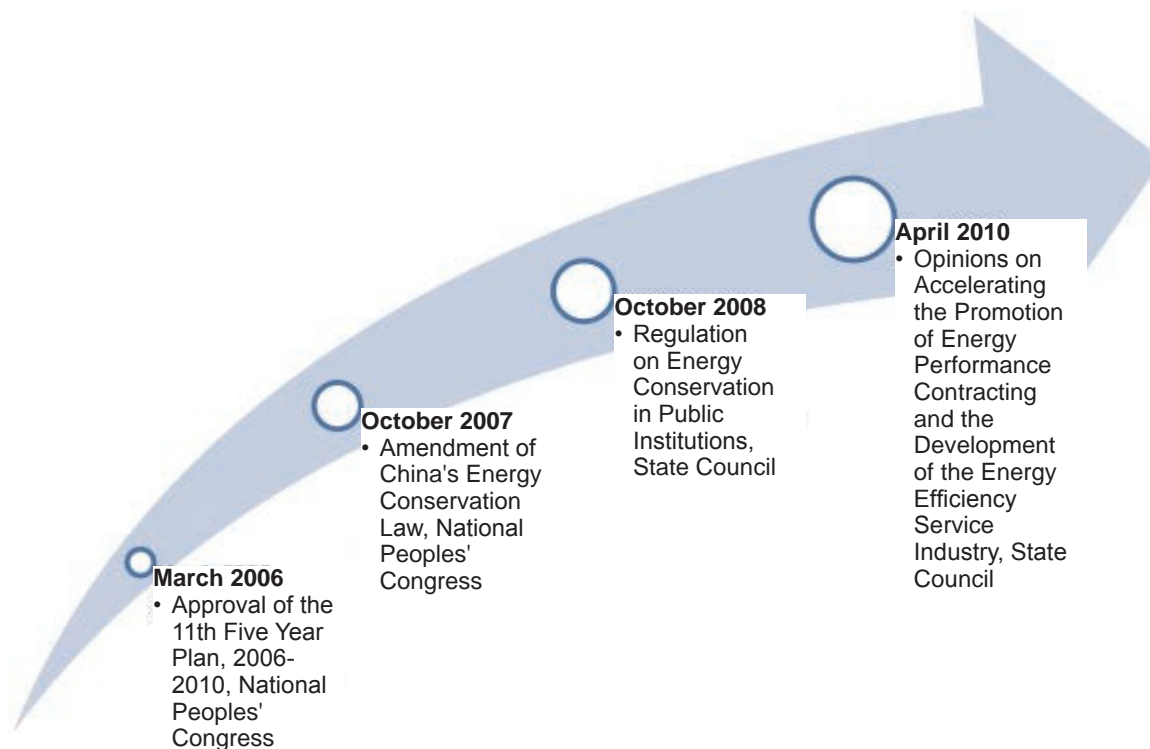 March 2006
• Approval of the
11th Five Year
Plan, 2006-
2010, National
Peoples'
Congress
October 2007
• Amendment of
China's Energy
Conservation
Law, National
Peoples'
Congress
October 2008
• Regulation
on Energy
Conservation
in Public
Institutions,
State Council
April 2010
• Opinions on
Accelerating
the Promotion
of Energy
Performance
Contracting
and the
Development
of the Energy
Efficiency
Service
Industry, State
Council